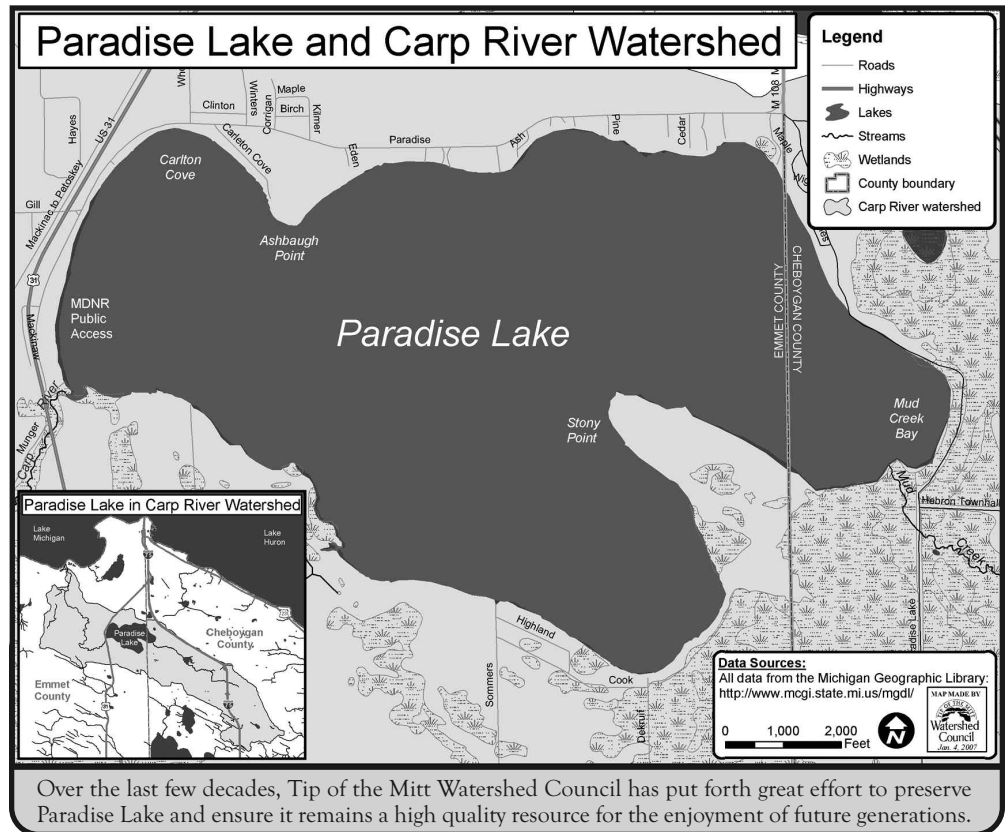 Paradise Lake and Carp River Watershed
Legend
Roads
Highways
Lakes
Streams
Wetlands
County boundary
Carp River watershed
Hayes
US 31
Mackinac to Petoskey
Clinton
Winters
Corrigan
Maple
Birch
Kilmer
Carleton Cove
Eden
Paradise
Ash
Pine
Cedar
M 108
Maple
Gill
31
Mackinaw
Carlton
Cove
Ashbaugh
Point
MDNR
Public
Access
Paradise Lake
EMMET COUNTY
CHEBOYGAN COUNTY
Stony
Point
Mud
Creek
Bay
Mud
Creek
Hebron Townhall
Carp
River
Munger
Highland
Cook
Sommers
Dekruif
Paradise Lake in Carp River Watershed
Lake
Michigan
Lake
Huron
Paradise
Lake
Cheboygan
County
Emmet
County
Data Sources:
All data from the Michigan Geographic Library:
http://www.mcgi.state.mi.us/mgdl/
0 1,000 2,000
Feet
N
MAP MADE BY
Watershed
Council
Jan. 4, 2007
Over the last few decades, Tip of the Mitt Watershed Council has put forth great effort to preserve
Paradise Lake and ensure it remains a high quality resource for the enjoyment of future generations.